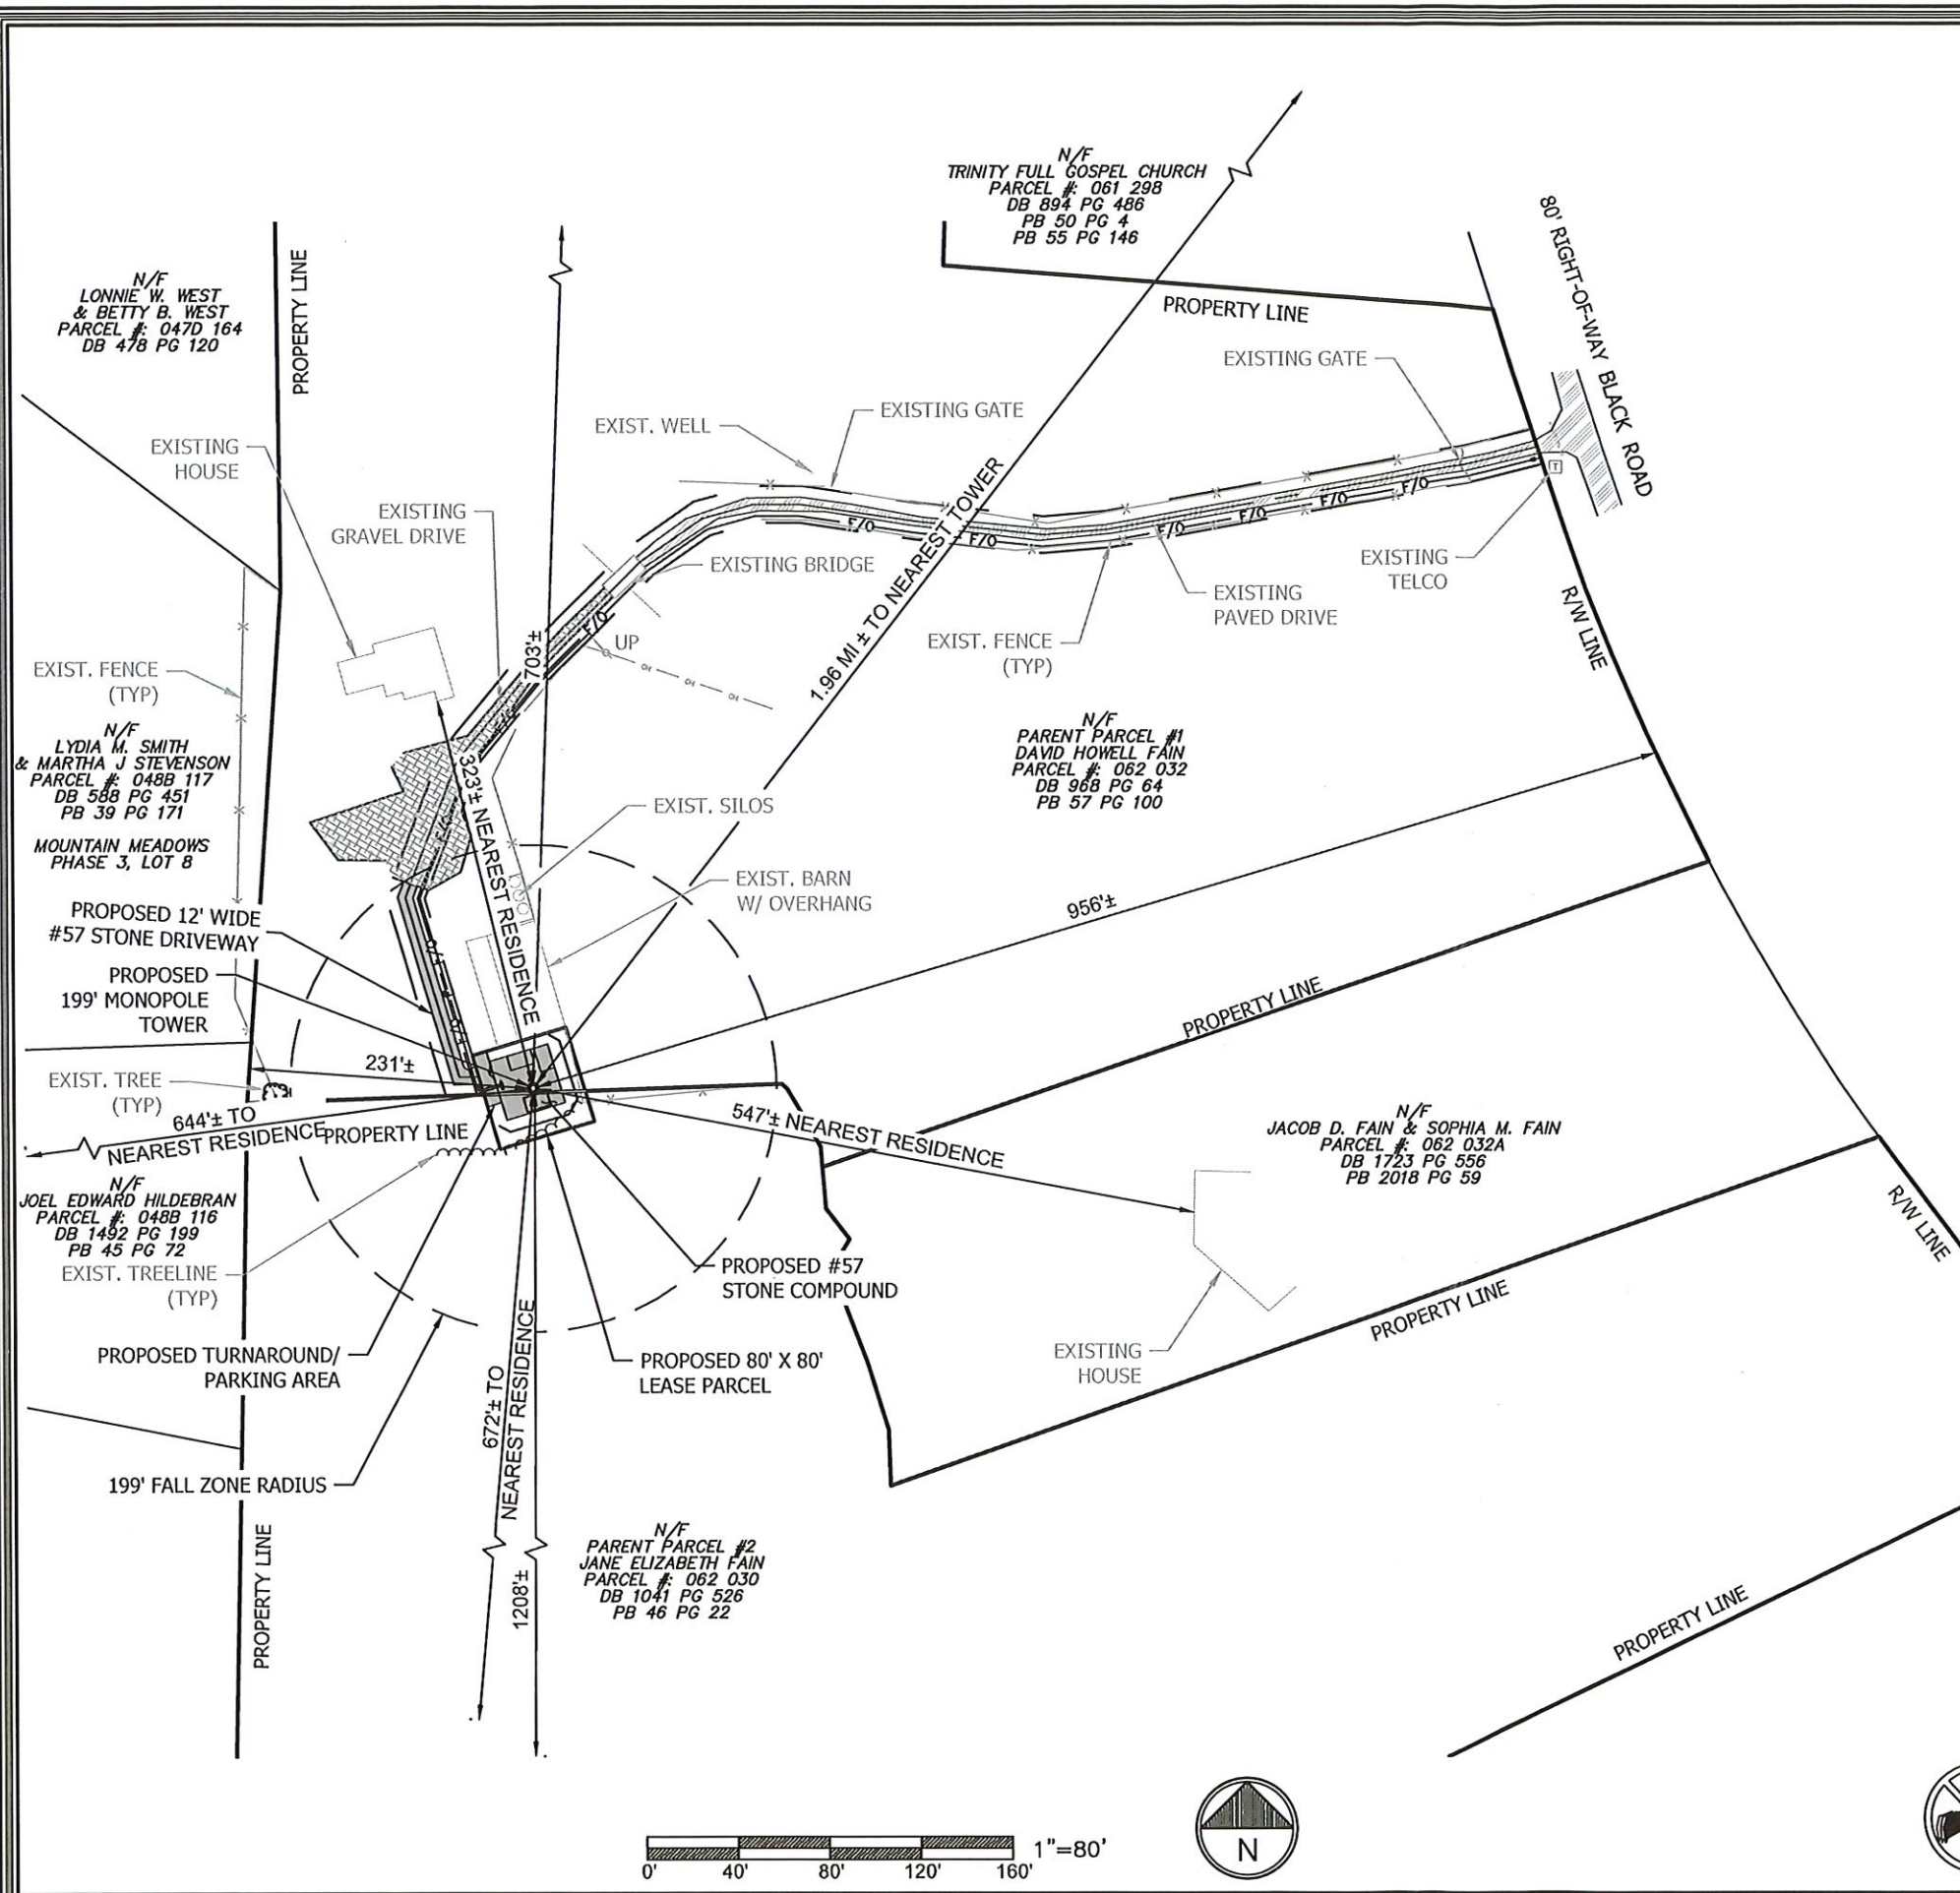 N/F
TRINITY FULL GOSPEL CHURCH
PARCEL #: 061 298
DB 894 PG 486
PB 50 PG 4
PB 55 PG 146
80' RIGHT-OF-WAY BLACK ROAD
N/F
LONNIE W. WEST
& BETTY B. WEST
PARCEL #: 047D 164
DB 478 PG 120
PROPERTY LINE
PROPERTY LINE
EXISTING GATE
EXISTING GATE
EXIST. WELL
EXISTING
HOUSE
EXISTING
GRAVEL DRIVE
EXISTING BRIDGE
1.96 MI ± TO NEAREST TOWER
F/O
F/O
F/O
F/O
F/O
F/O
F/O
T
EXISTING
TELCO
EXISTING
PAVED DRIVE
EXIST. FENCE
(TYP)
R/W LINE
UP
703'±
EXIST. FENCE
(TYP)
N/F
LYDIA M. SMITH
& MARTHA J STEVENSON
PARCEL #: 048B 117
DB 588 PG 451
PB 39 PG 171
MOUNTAIN MEADOWS
PHASE 3, LOT 8
N/F
PARENT PARCEL #1
DAVID HOWELL FAIN
PARCEL #: 062 032
DB 968 PG 64
PB 57 PG 100
323'± NEAREST RESIDENCE
EXIST. SILOS
EXIST. BARN
W/ OVERHANG
956'±
PROPOSED 12' WIDE
#57 STONE DRIVEWAY
PROPOSED
199' MONOPOLE
TOWER
PROPERTY LINE
231'±
EXIST. TREE
(TYP)
644'± TO
NEAREST RESIDENCE
PROPERTY LINE
547'± NEAREST RESIDENCE
N/F
JACOB D. FAIN & SOPHIA M. FAIN
PARCEL #: 062 032A
DB 1723 PG 556
PB 2018 PG 59
N/F
JOEL EDWARD HILDEBRAN
PARCEL #: 048B 116
DB 1492 PG 199
PB 45 PG 72
R/W LINE
EXIST. TREELINE
(TYP)
PROPOSED #57
STONE COMPOUND
PROPERTY LINE
EXISTING
HOUSE
PROPOSED TURNAROUND/
PARKING AREA
PROPOSED 80' X 80'
LEASE PARCEL
672'± TO
NEAREST RESIDENCE
199' FALL ZONE RADIUS
1208'±
N/F
PARENT PARCEL #2
JANE ELIZABETH FAIN
PARCEL #: 062 030
DB 1041 PG 526
PB 46 PG 22
PROPERTY LINE
PROPERTY LINE
0' 40' 80' 120' 160'
1"=80'
N